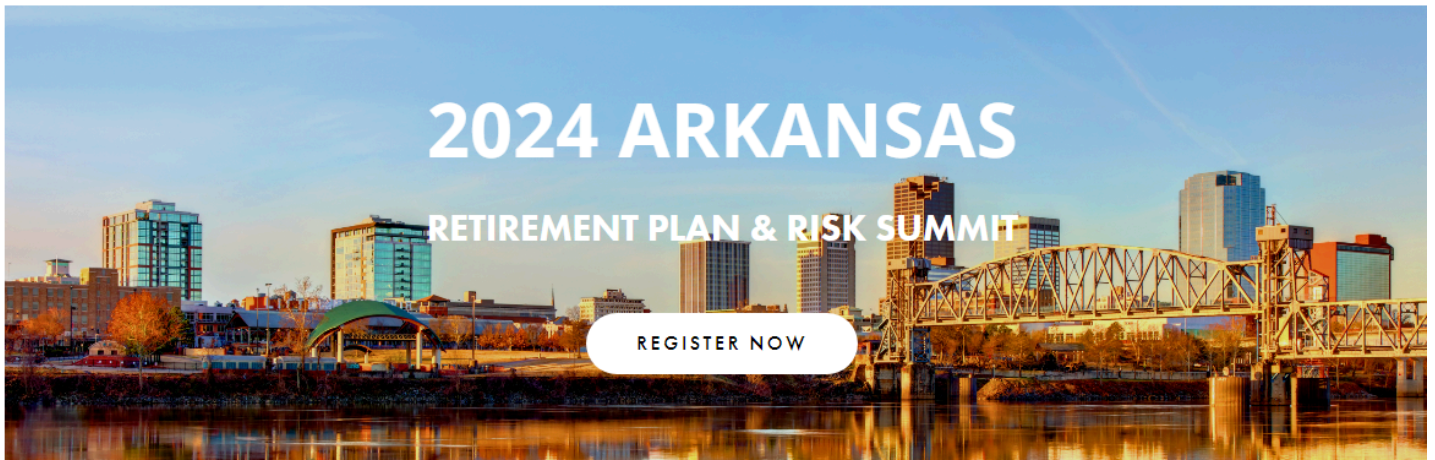 2024 ARKANSAS
RETIREMENT PLAN & RISK SUMMIT
REGISTER NOW